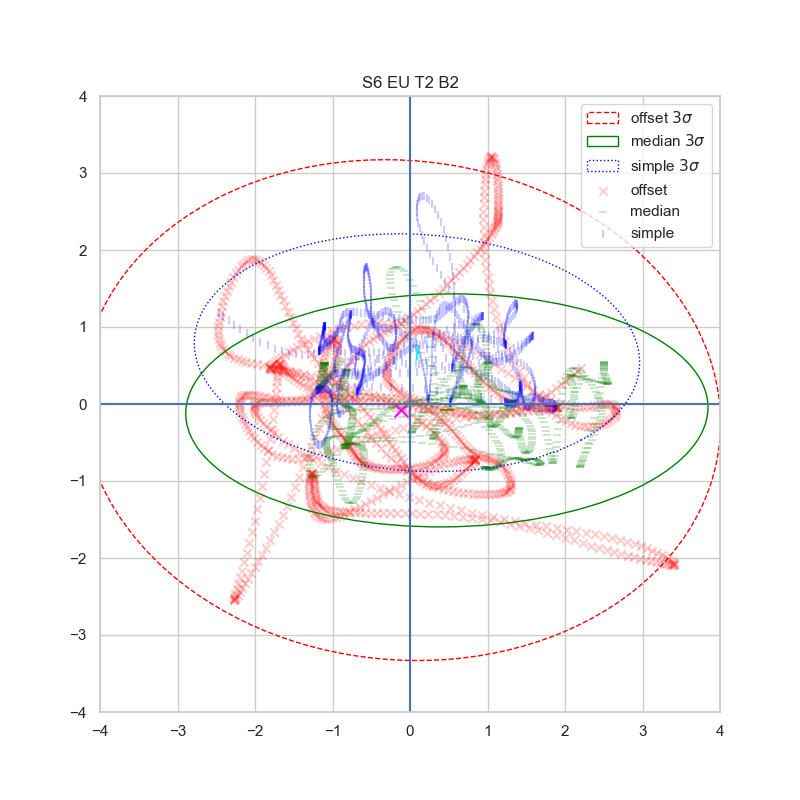 S6 EU T2 B2
offset 3σ
median 3σ
simple 3σ
offset
median
simple
4
3
2
1
0
−1
−2
−3
−4
−4 −3 −2 −1 0 1 2 3 4